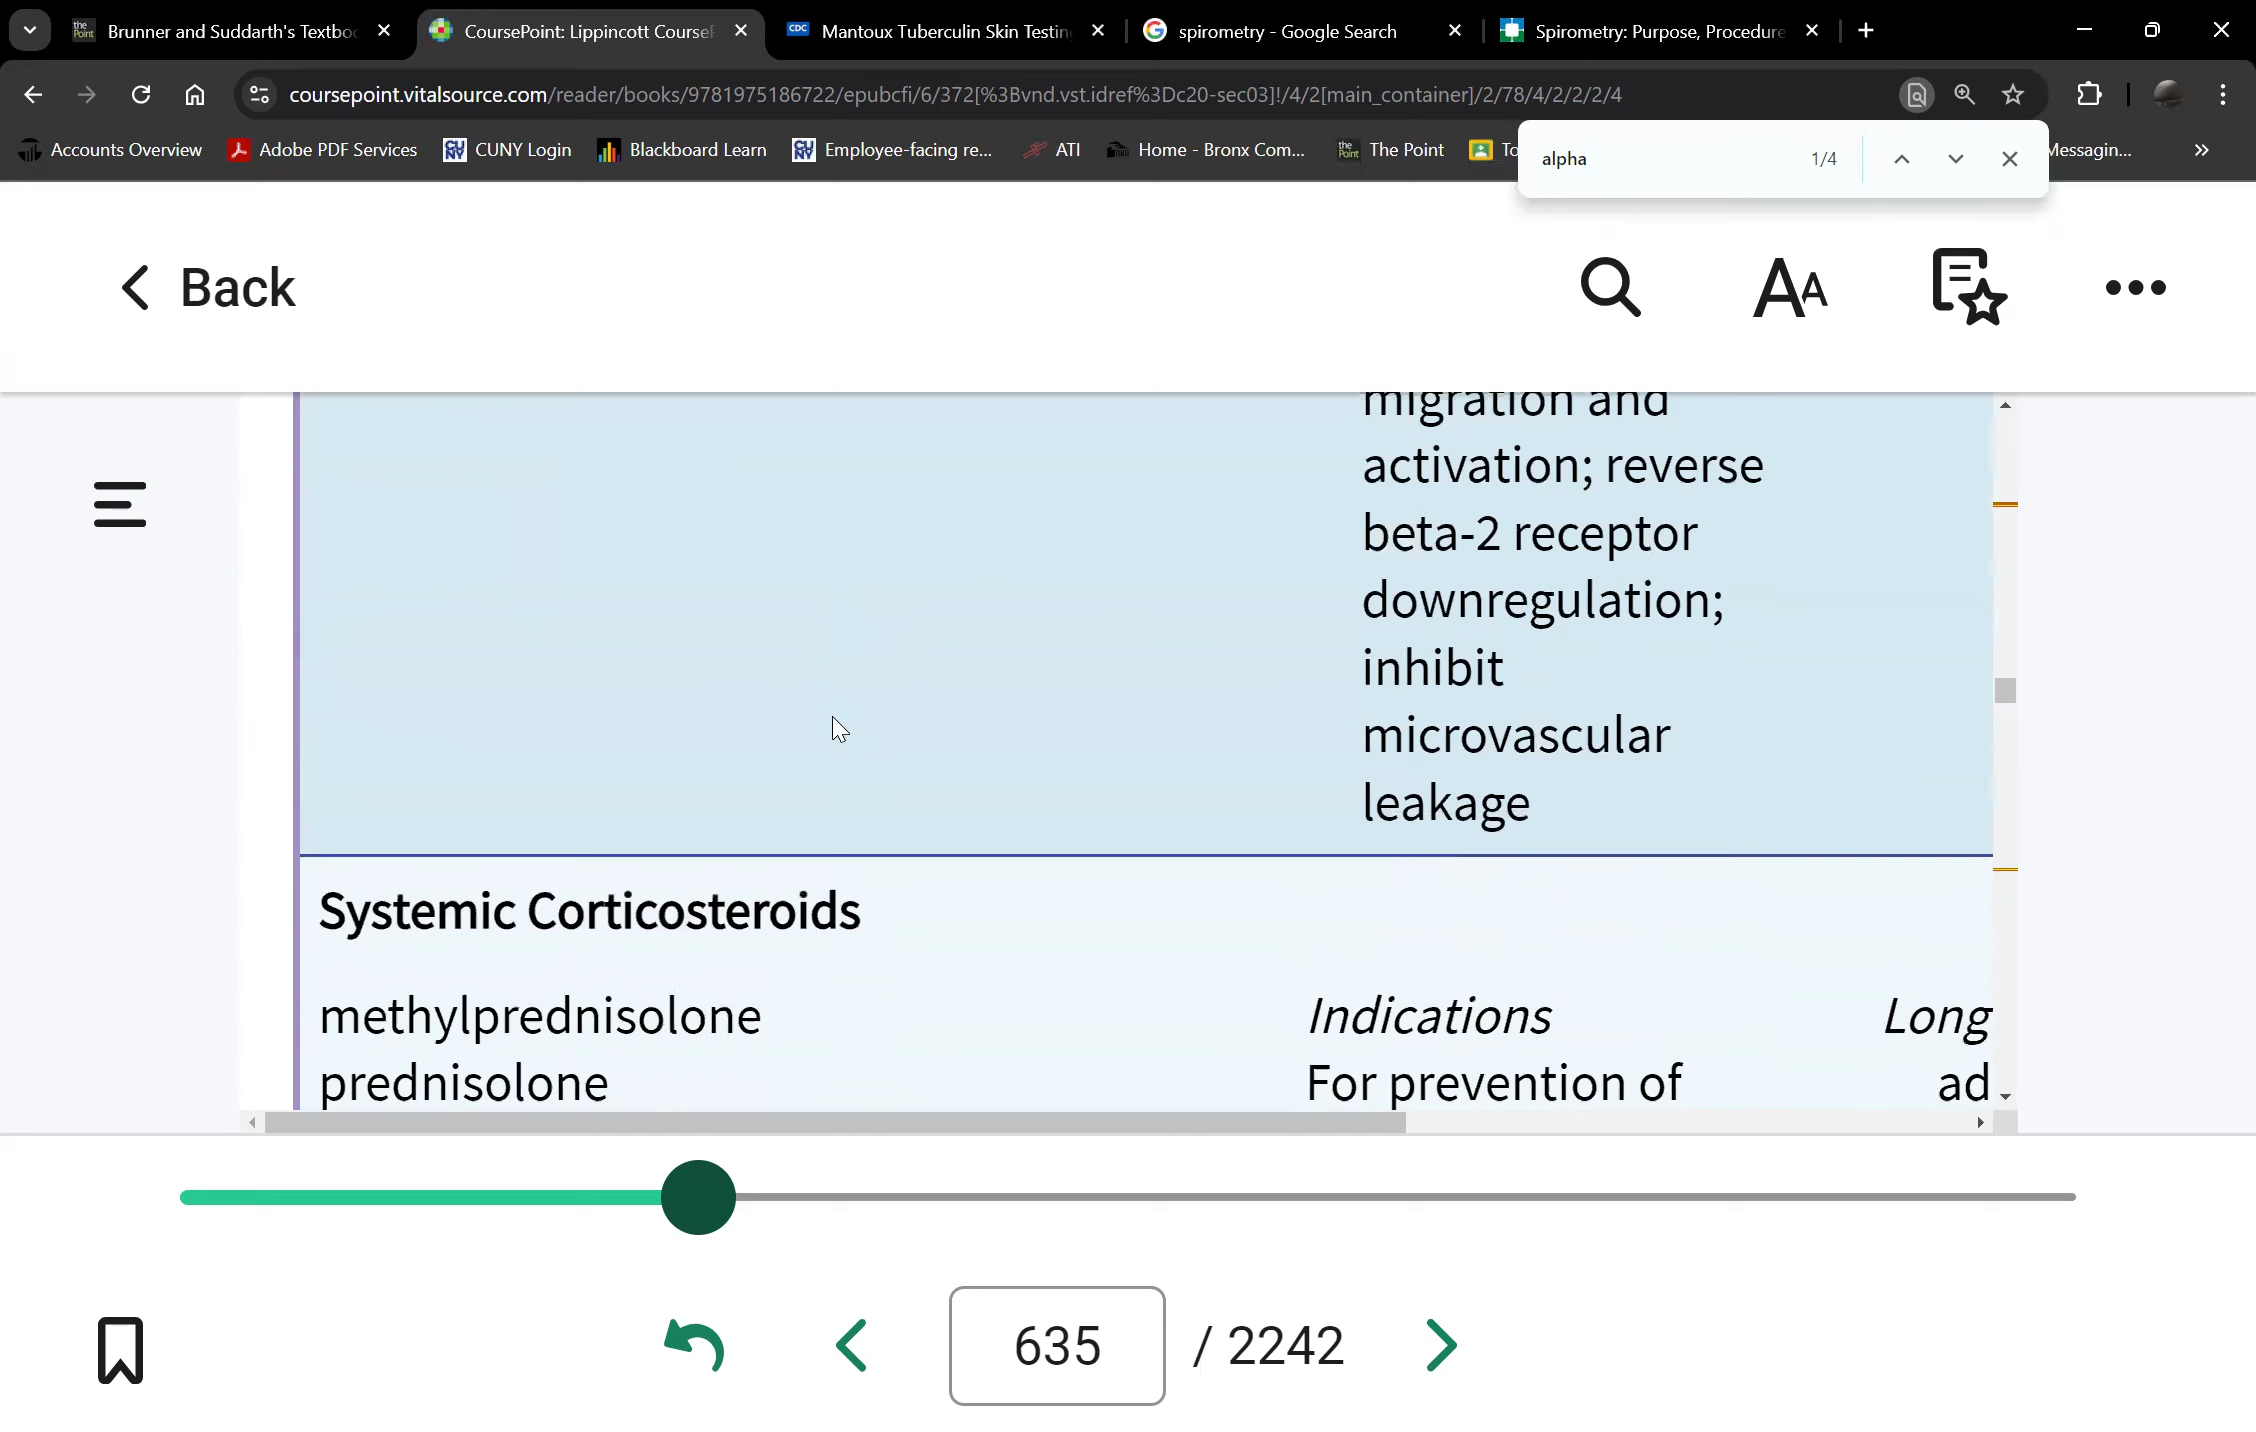 Brunner and Suddarth's Textboo
CoursePoint: Lippincott CourseP
Mantoux Tuberculin Skin Testing
spirometry - Google Search
Spirometry: Purpose, Procedure
coursepoint.vitalsource.com/reader/books/9781975186722/epubcfi/6/372[%3Bvnd.vst.idref%3Dc20-sec03]!/4/2[main_container]/2/78/4/2/2/2/4
Accounts Overview
Adobe PDF Services
CUNY Login
Blackboard Learn
Employee-facing re...
ATI
Home - Bronx Com...
The Point
To
Messagin...
alpha
1/4
Back
migration and
activation; reverse
beta-2 receptor
downregulation;
inhibit
microvascular
leakage
Systemic Corticosteroids
methylprednisolone
Indications
Long
prednisolone
For prevention of
ad
635 / 2242